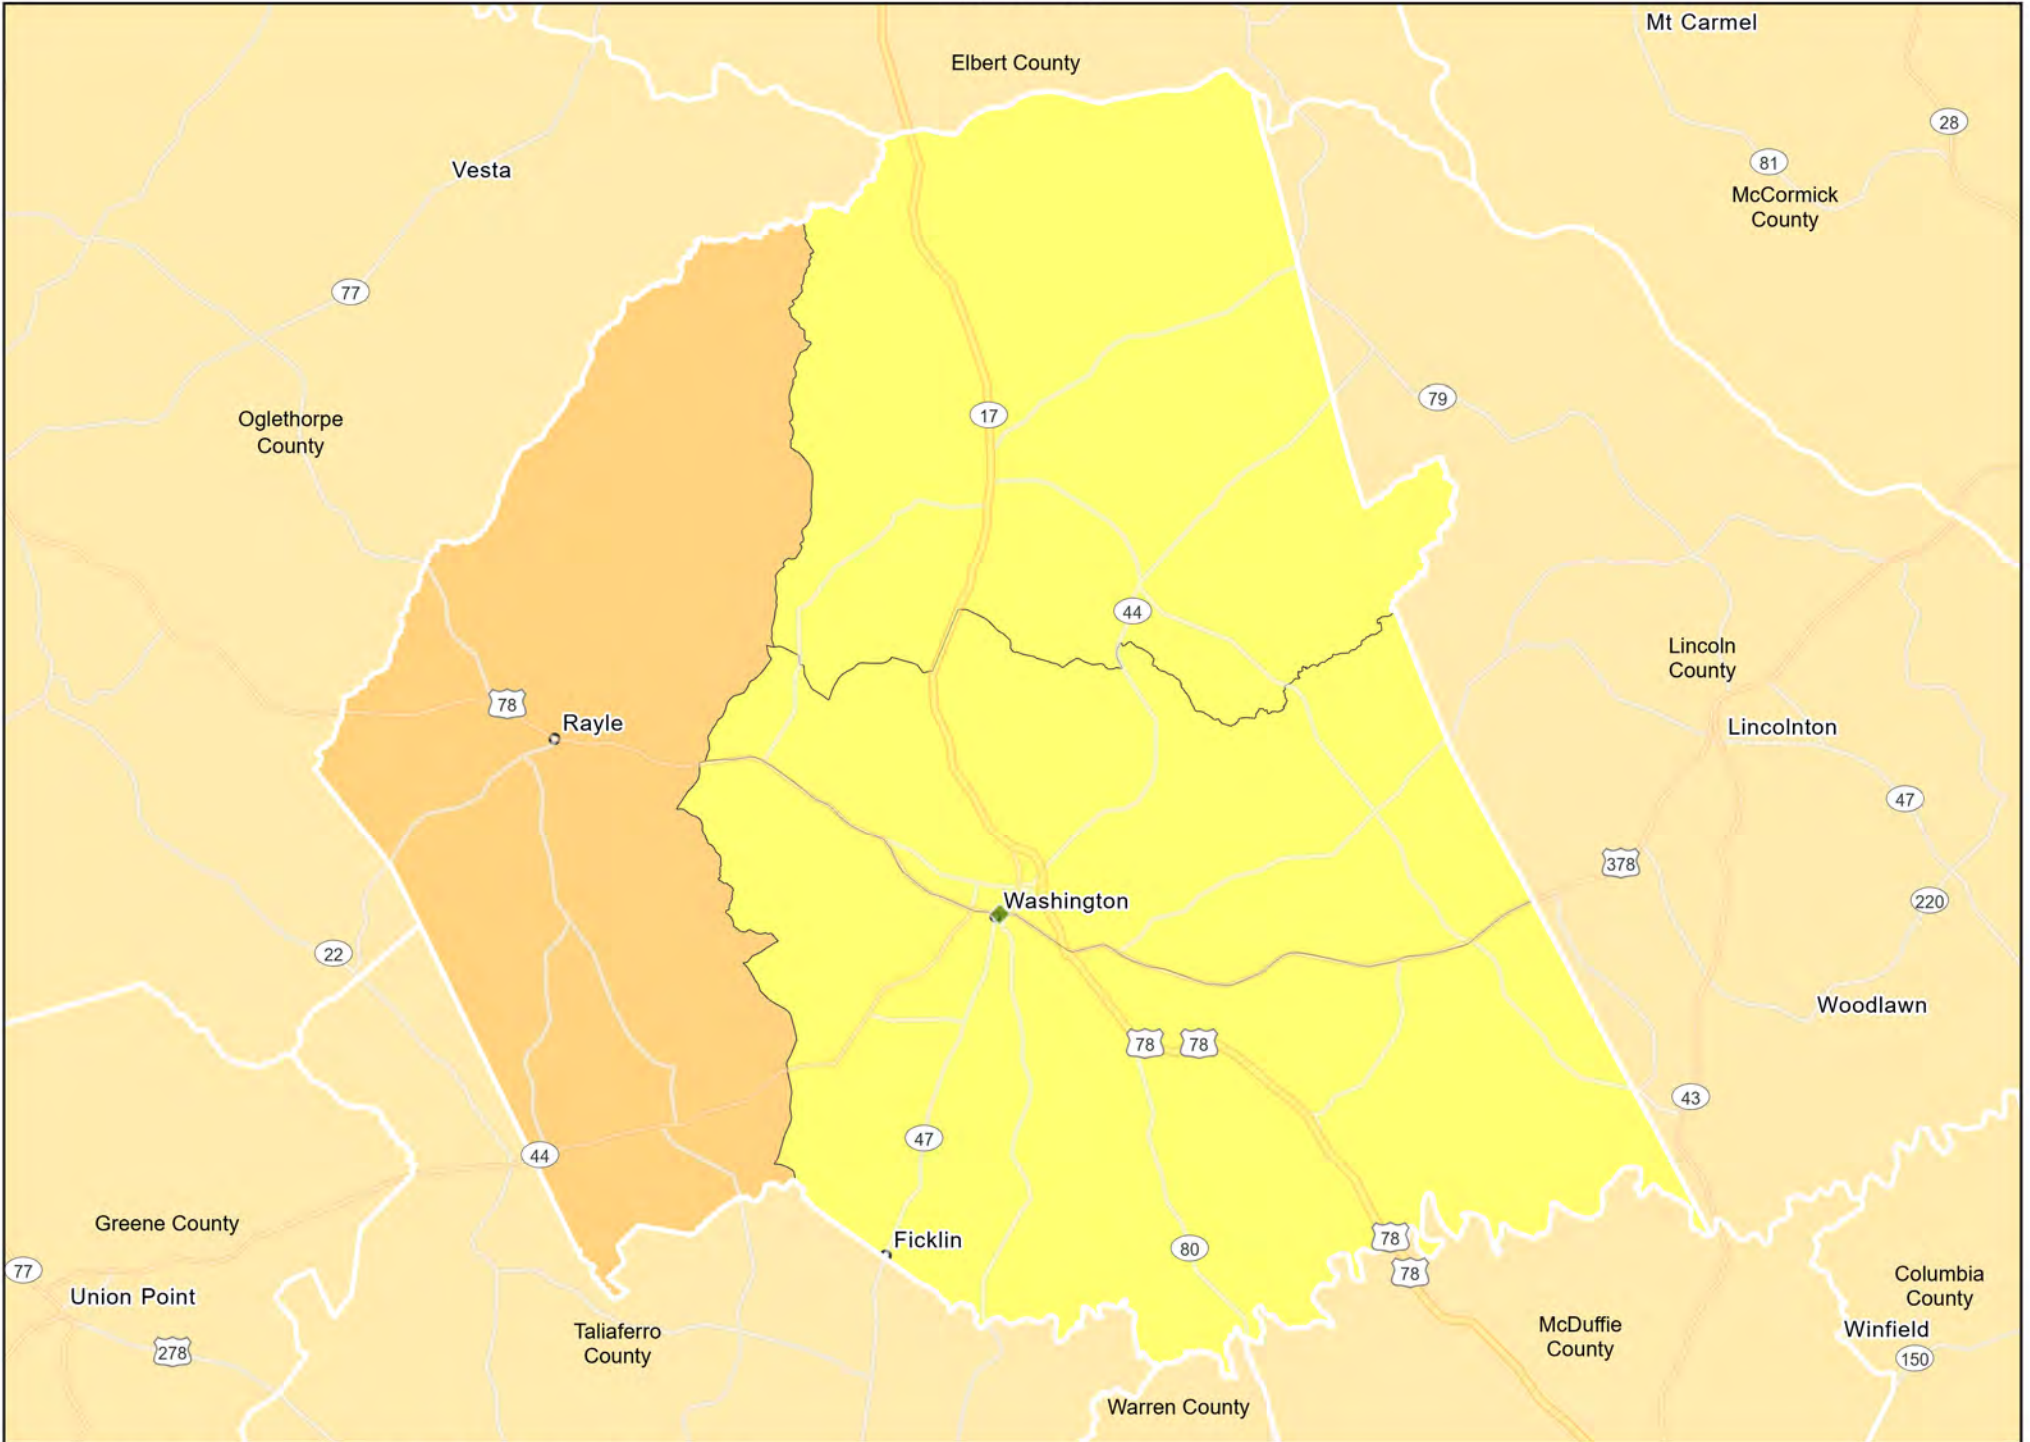 Mt Carmel
Elbert County
28
81
Vesta
McCormick
County
77
79
17
Oglethorpe
County
44
Lincoln
County
78
Rayle
Lincolnton
47
378
Washington
220
22
Woodlawn
78
78
43
47
44
Greene County
Ficklin
78
80
77
78
Columbia
County
Union Point
Taliaferro
County
McDuffie
County
Winfield
278
150
Warren County